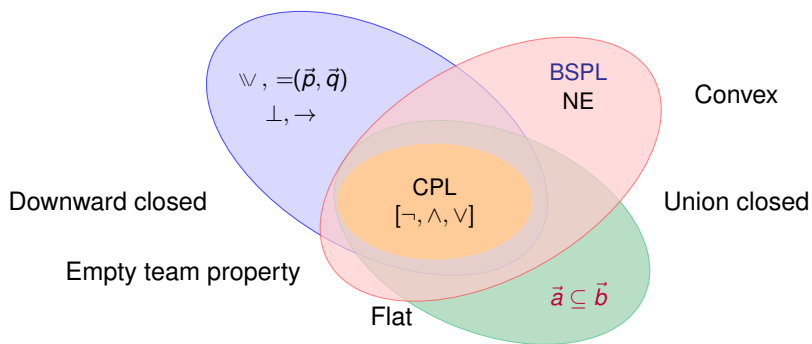 ⩖, =(p⃗, q⃗)
⊥, →
BSPL
NE
Convex
CPL
[¬, ∧, ∨]
Downward closed
Union closed
Empty team property
a⃗ ⊆ b⃗
Flat